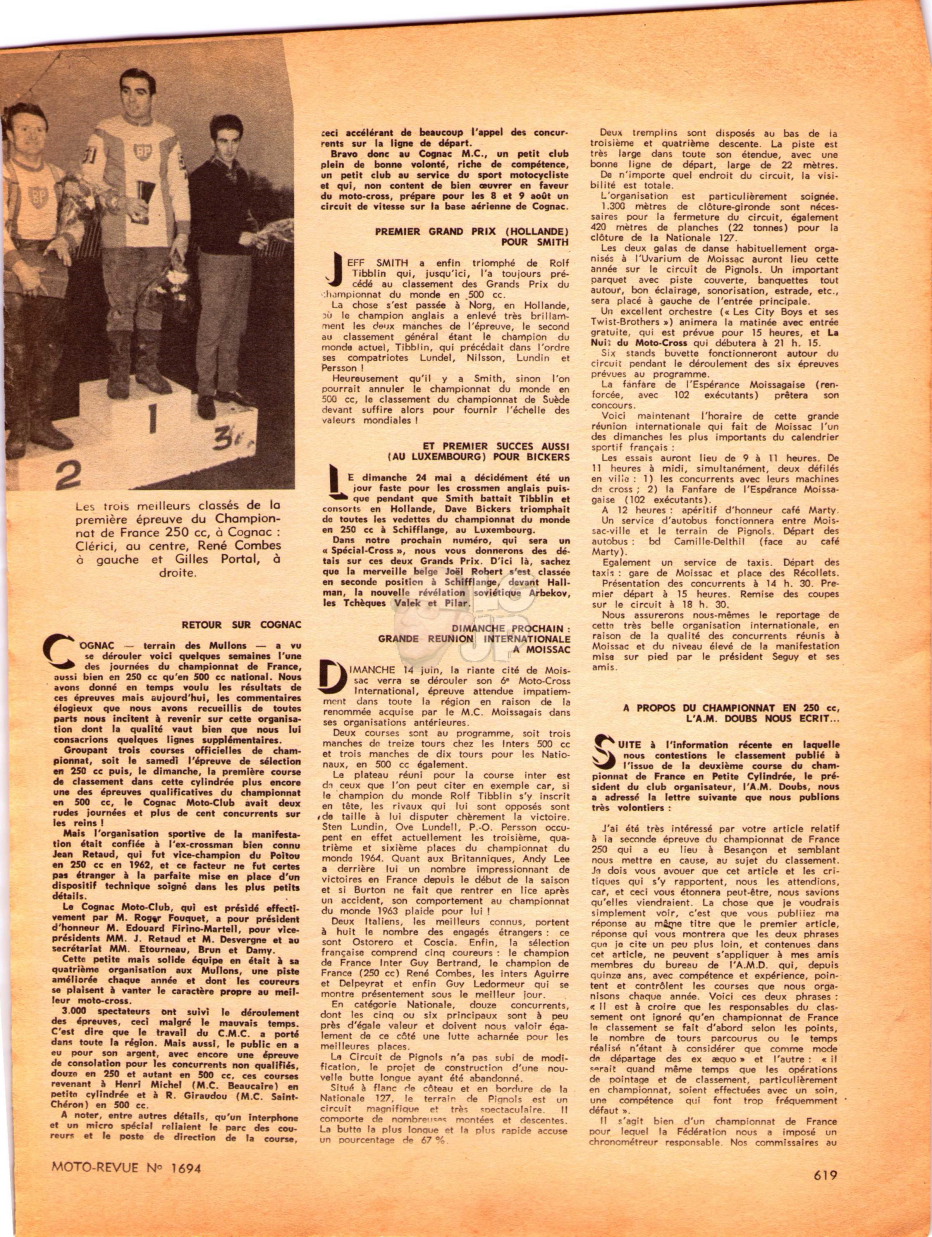 Les trois meilleurs classés de la
première épreuve du Champion-
nat de France 250 cc, à Cognac :
Clérici, au centre, René Combes
à gauche et Gilles Portal, à
droite.
RETOUR SUR COGNAC
COGNAC — terrain des Mullons — a vu
se dérouler voici quelques semaines l'une
des journées du championnat de France,
aussi bien en 250 cc qu'en 500 cc national. Nous
avons donné en temps voulu les résultats de
ces épreuves mais aujourd'hui, les commentaires
élogieux que nous avons recueillis de toutes
parts nous incitent à revenir sur cette organisa-
tion dont la qualité vaut bien que nous lui
consacrions quelques lignes supplémentaires.
Groupant trois courses officielles de cham-
pionnat, soit le samedi l'épreuve de sélection
en 250 cc puis, le dimanche, la première course
de classement dans cette cylindrée plus encore
une des épreuves qualificatives du championnat
en 500 cc, le Cognac Moto-Club avait deux
rudes journées et plus de cent concurrents sur
les reins !
Mais l'organisation sportive de la manifesta-
tion était confiée à l'ex-crossman bien connu
Jean Retaud, qui fut vice-champion du Poitou
en 250 cc en 1962, et ce facteur ne fut certes
pas étranger à la parfaite mise en place d'un
dispositif technique soigné dans les plus petits
détails.
Le Cognac Moto-Club, qui est présidé effecti-
vement par M. Roger Fouquet, a pour président
d'honneur M. Edouard Firino-Martell, pour vice-
présidents MM. J. Retaud et M. Desvergne et au
secrétariat MM. Etourneau, Brun et Damy.
Cette petite mais solide équipe en était à sa
quatrième organisation aux Mullons, une piste
améliorée chaque année et dont les coureurs
se plaisent à vanter le caractère propre au meil-
leur moto-cross.
3.000 spectateurs ont suivi le déroulement
des épreuves, ceci malgré le mauvais temps.
C'est dire que le travail du C.M.C. a porté
dans toute la région. Mais aussi, le public en a
eu pour son argent, avec encore une épreuve
de consolation pour les concurrents non qualifiés,
douze en 250 et autant en 500 cc, ces courses
revenant à Henri Michel (M.C. Beaucaire) en
petite cylindrée et à R. Giraudou (M.C. Saint-
Chéron) en 500 cc.
A noter, entre autres détails, qu'un interphone
et un micro spécial reliaient le parc des cou-
reurs et le poste de direction de la course,
ceci accélérant de beaucoup l'appel des concur-
rents sur la ligne de départ.
Bravo donc au Cognac M.C., un petit club
plein de bonne volonté, riche de compétence,
un petit club au service du sport motocycliste
et qui, non content de bien œuvrer en faveur
du moto-cross, prépare pour les 8 et 9 août un
circuit de vitesse sur la base aérienne de Cognac.
PREMIER GRAND PRIX (HOLLANDE)
POUR SMITH
JEFF SMITH a enfin triomphé de Rolf
Tibblin qui, jusqu'ici, l'a toujours pré-
cédé au classement des Grands Prix du
championnat du monde en 500 cc.
La chose s'est passée à Norg, en Hollande,
où le champion anglais a enlevé très brillam-
ment les deux manches de l'épreuve, le second
au classement général étant le champion du
monde actuel, Tibblin, qui précédait dans l'ordre
ses compatriotes Lundel, Nilsson, Lundin et
Persson !
Heureusement qu'il y a Smith, sinon l'on
pourrait annuler le championnat du monde en
500 cc, le classement du championnat de Suède
devant suffire alors pour fournir l'échelle des
valeurs mondiales !
ET PREMIER SUCCES AUSSI
(AU LUXEMBOURG) POUR BICKERS
LE dimanche 24 mai a décidément été un
jour faste pour les crossmen anglais puis-
que pendant que Smith battait Tibblin et
consorts en Hollande, Dave Bickers triomphait
de toutes les vedettes du championnat du monde
en 250 cc à Schifflange, au Luxembourg.
Dans notre prochain numéro, qui sera un
« Spécial-Cross », nous vous donnerons des dé-
tails sur ces deux Grands Prix. D'ici là, sachez
que la merveille belge Joël Robert s'est classée
en seconde position à Schifflange, devant Hall-
man, la nouvelle révélation soviétique Arbekov,
les Tchèques Valek et Pilar.
DIMANCHE PROCHAIN :
GRANDE REUNION INTERNATIONALE
A MOISSAC
DIMANCHE 14 juin, la riante cité de Mois-
sac verra se dérouler son 6e Moto-Cross
International, épreuve attendue impatiem-
ment dans toute la région en raison de la
renommée acquise par le M.C. Moissagais dans
ses organisations antérieures.
Deux courses sont au programme, soit trois
manches de treize tours chez les Inters 500 cc
et trois manches de dix tours pour les Natio-
naux, en 500 cc également.
Le plateau réuni pour la course inter est
de ceux que l'on peut citer en exemple car, si
le champion du monde Rolf Tibblin s'y inscrit
en tête, les rivaux qui lui sont opposés sont
de taille à lui disputer chèrement la victoire.
Sten Lundin, Ove Lundell, P.-O. Persson occu-
pent en effet actuellement les troisième, qua-
trième et sixième places du championnat du
monde 1964. Quant aux Britanniques, Andy Lee
a derrière lui un nombre impressionnant de
victoires en France depuis le début de la saison
et si Burton ne fait que rentrer en lice après
un accident, son comportement au championnat
du monde 1963 plaide pour lui !
Deux Italiens, les meilleurs connus, portent
à huit le nombre des engagés étrangers : ce
sont Ostorero et Coscia. Enfin, la sélection
française comprend cinq coureurs : le champion
de France Inter Guy Bertrand, le champion de
France (250 cc) René Combes, les inters Aguirre
et Delpeyrat et enfin Guy Ledormeur qui se
montre présentement sous le meilleur jour.
En catégorie Nationale, douze concurrents,
dont les cinq ou six principaux sont à peu
près d'égale valeur et doivent nous valoir éga-
lement de ce côté une lutte acharnée pour les
meilleures places.
Le Circuit de Pignols n'a pas subi de modi-
fication, le projet de construction d'une nou-
velle butte longue ayant été abandonné.
Situé à flanc de côteau et en bordure de la
Nationale 127, le terrain de Pignols est un
circuit magnifique et très spectaculaire. Il
comporte de nombreuses montées et descentes.
La butte la plus longue et la plus rapide accuse
un pourcentage de 67 %.
Deux tremplins sont disposés au bas de la
troisième et quatrième descente. La piste est
très large dans toute son étendue, avec une
bonne ligne de départ, large de 22 mètres.
De n'importe quel endroit du circuit, la visi-
bilité est totale.
L'organisation est particulièrement soignée.
1.300 mètres de clôture-gironde sont néces-
saires pour la fermeture du circuit, également
420 mètres de planches (22 tonnes) pour la
clôture de la Nationale 127.
Les deux galas de danse habituellement orga-
nisés à l'Uvarium de Moissac auront lieu cette
année sur le circuit de Pignols. Un important
parquet avec piste couverte, banquettes tout
autour, bon éclairage, sonorisation, estrade, etc.,
sera placé à gauche de l'entrée principale.
Un excellent orchestre (« Les City Boys et ses
Twist-Brothers ») animera la matinée avec entrée
gratuite, qui est prévue pour 15 heures, et La
Nuit du Moto-Cross qui débutera à 21 h. 15.
Six stands buvette fonctionneront autour du
circuit pendant le déroulement des six épreuves
prévues au programme.
La fanfare de l'Espérance Moissagaise (ren-
forcée, avec 102 exécutants) prêtera son
concours.
Voici maintenant l'horaire de cette grande
réunion internationale qui fait de Moissac l'un
des dimanches les plus importants du calendrier
sportif français :
Les essais auront lieu de 9 à 11 heures. De
11 heures à midi, simultanément, deux défilés
en ville : 1) les concurrents avec leurs machines
de cross ; 2) la Fanfare de l'Espérance Moissa-
gaise (102 exécutants).
A 12 heures : apéritif d'honneur café Marty.
Un service d'autobus fonctionnera entre Mois-
sac-ville et le terrain de Pignols. Départ des
autobus : bd Camille-Delthil (face au café
Marty).
Egalement un service de taxis. Départ des
taxis : gare de Moissac et place des Récollets.
Présentation des concurrents à 14 h. 30. Pre-
mier départ à 15 heures. Remise des coupes
sur le circuit à 18 h. 30.
Nous assurerons nous-mêmes le reportage de
cette très belle organisation internationale, en
raison de la qualité des concurrents réunis à
Moissac et du niveau élevé de la manifestation
mise sur pied par le président Seguy et ses
amis.
A PROPOS DU CHAMPIONNAT EN 250 cc,
L'A.M. DOUBS NOUS ECRIT...
SUITE à l'information récente en laquelle
nous contestions le classement publié à
l'issue de la deuxième course du cham-
pionnat de France en Petite Cylindrée, le pré-
sident du club organisateur, l'A.M. Doubs, nous
a adressé la lettre suivante que nous publions
très volontiers :
J'ai été très intéressé par votre article relatif
à la seconde épreuve du championnat de France
250 qui a eu lieu à Besançon et semblant
nous mettre en cause, au sujet du classement.
Je dois vous avouer que cet article et les cri-
tiques qui s'y rapportent, nous les attendions,
car, et ceci vous étonnera peut-être, nous savions
qu'elles viendraient. La chose que je voudrais
simplement voir, c'est que vous publiiez ma
réponse au même titre que le premier article,
réponse qui vous montrera que les deux phrases
que je cite un peu plus loin, et contenues dans
cet article, ne peuvent s'appliquer à mes amis
membres du bureau de l'A.M.D. qui, depuis
quinze ans, avec compétence et expérience, poin-
tent et contrôlent les courses que nous orga-
nisons chaque année. Voici ces deux phrases :
« il est à croire que les responsables du clas-
sement ont ignoré qu'en championnat de France
le classement se fait d'abord selon les points,
le nombre de tours parcourus ou le temps
réalisé n'étant à considérer que comme mode
de départage des ex æquo » et l'autre : « il
serait quand même temps que les opérations
de pointage et de classement, particulièrement
en championnat, soient effectuées avec un soin,
une compétence qui font trop fréquemment
défaut ».
Il s'agit bien d'un championnat de France
pour lequel la Fédération nous a imposé un
chronométreur responsable. Nos commissaires au
MOTO-REVUE No 1694
619
BP
51
BP
1
2
3e